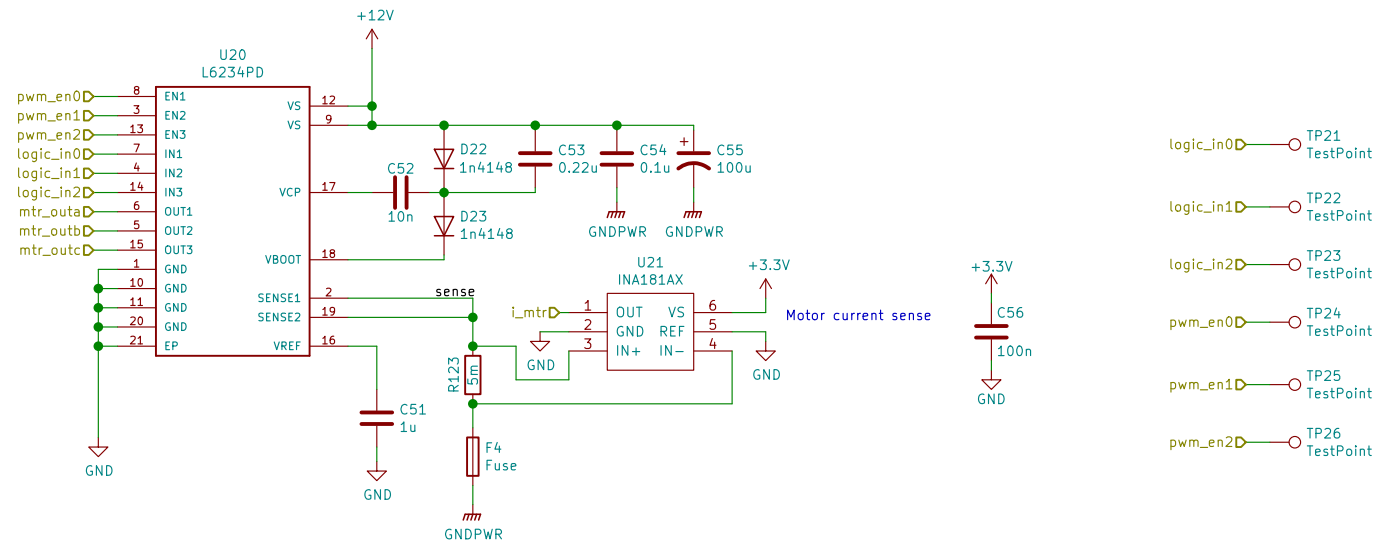 +12V
U20
L6234PD
pwm_en0 8 EN1
pwm_en1 3 EN2
pwm_en2 13 EN3
logic_in0 7 IN1
logic_in1 4 IN2
logic_in2 14 IN3
mtr_outa 6 OUT1
mtr_outb 5 OUT2
mtr_outc 15 OUT3
1 GND
10 GND
11 GND
20 GND
21 EP
GND
VS 12
VS 9
VCP 17
VBOOT 18
SENSE1 2
SENSE2 19
VREF 16
C52
10n
D22
1n4148
D23
1n4148
C53
0.22u
C54
0.1u
GNDPWR
+
C55
100u
GNDPWR
sense
C51
1u
GND
R123
5m
F4
Fuse
GNDPWR
U21
INA181AX
i_mtr 1 OUT VS 6
2 GND REF 5
3 IN+ IN- 4
GND
+3.3V
GND
Motor current sense
+3.3V
C56
100n
GND
logic_in0 TP21
TestPoint
logic_in1 TP22
TestPoint
logic_in2 TP23
TestPoint
pwm_en0 TP24
TestPoint
pwm_en1 TP25
TestPoint
pwm_en2 TP26
TestPoint